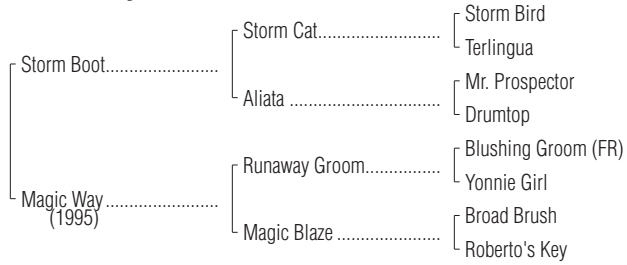 Storm Bird
Storm Cat....................
Terlingua
Storm Boot.......................
Mr. Prospector
Aliata ...........................
Drumtop
Blushing Groom (FR)
Runaway Groom...............
Yonnie Girl
Magic Way .......................
(1995)
Broad Brush
Magic Blaze .....................
Roberto's Key